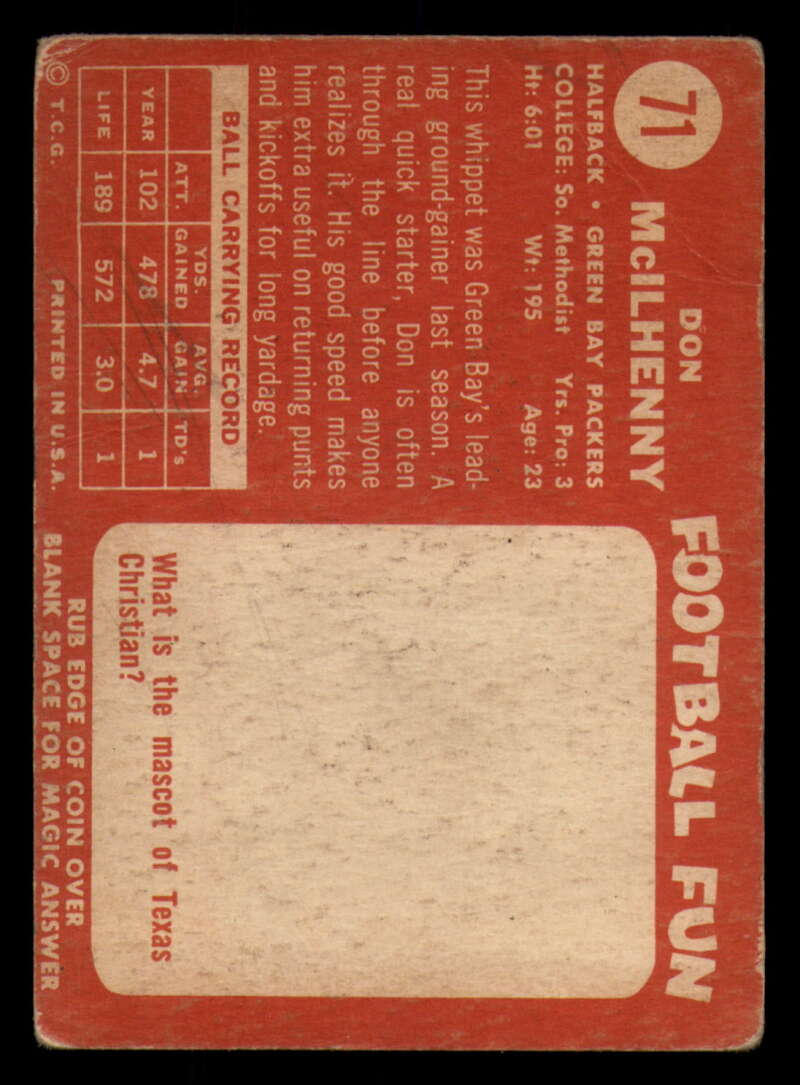 71
DON
McILHENNY
HALFBACK • GREEN BAY PACKERS
COLLEGE: So. Methodist Yrs. Pro: 3
Ht: 6:01 Wt: 195 Age: 23
This whippet was Green Bay's lead-
ing ground-gainer last season. A
real quick starter, Don is often
through the line before anyone
realizes it. His good speed makes
him extra useful on returning punts
and kickoffs for long yardage.
BALL CARRYING RECORD
ATT. YDS. GAINED AVG. GAIN. TD's
YEAR 102 478 4.7 1
LIFE 189 572 3.0 1
© T.C.G. PRINTED IN U.S.A.
FOOTBALL FUN
What is the mascot of Texas
Christian?
RUB EDGE OF COIN OVER
BLANK SPACE FOR MAGIC ANSWER